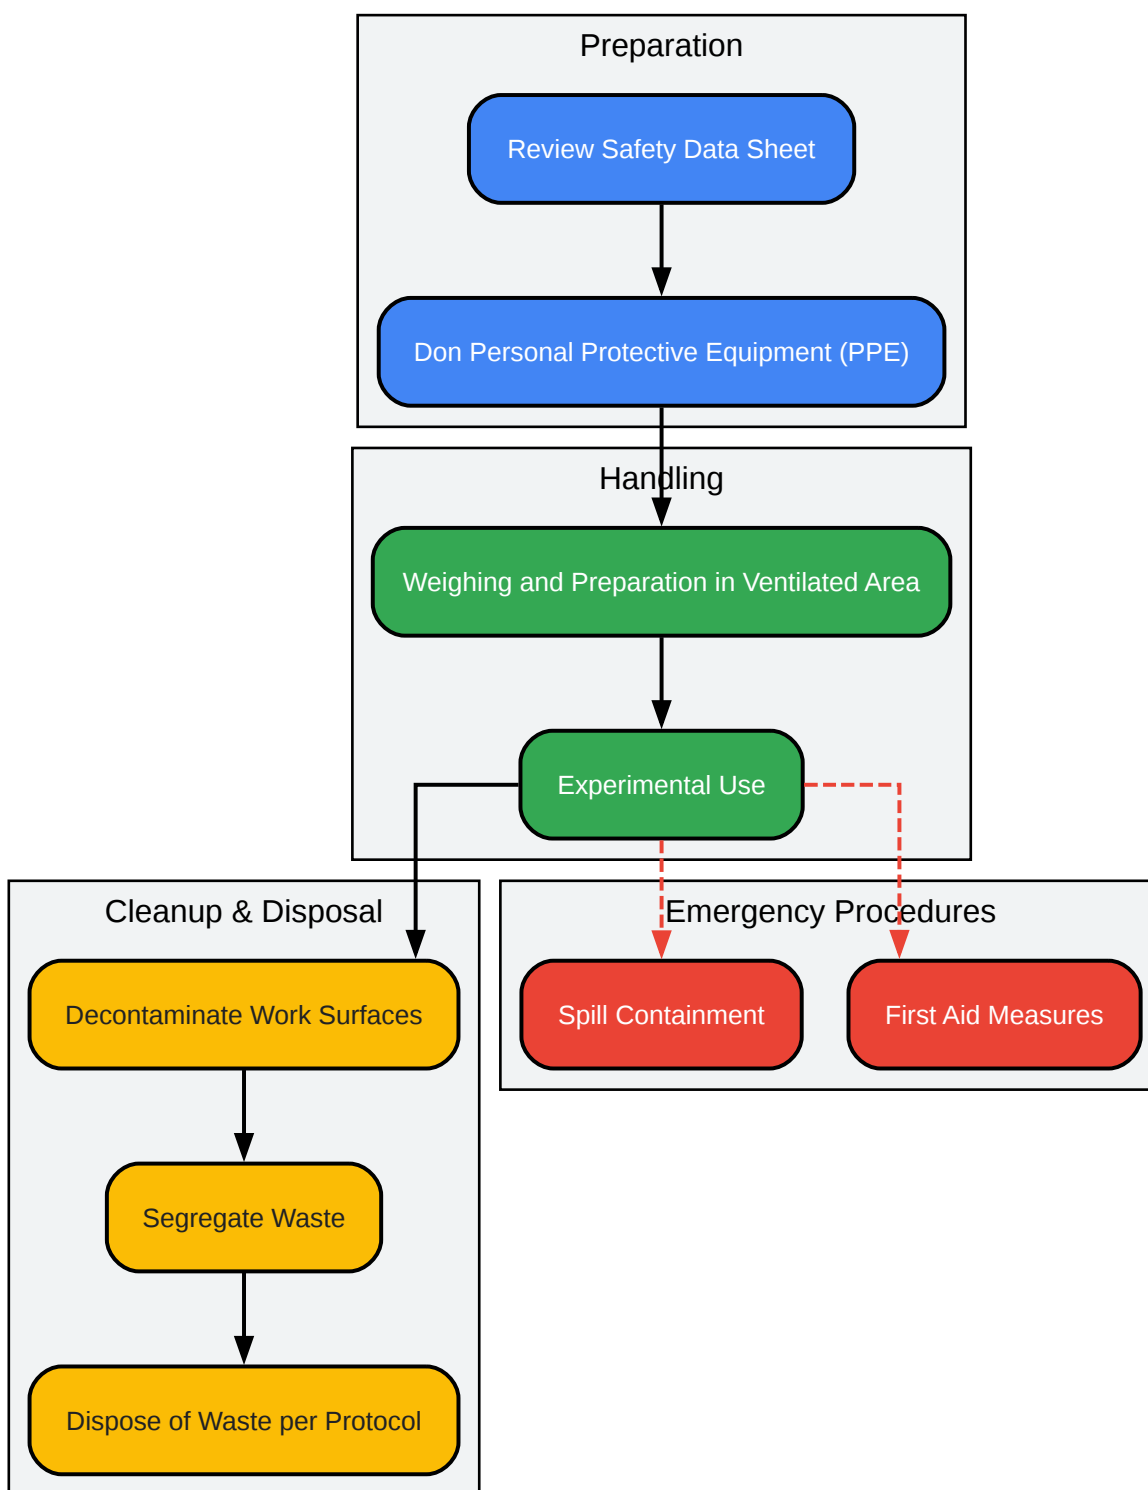 Preparation
Review Safety Data Sheet
Don Personal Protective Equipment (PPE)
Handling
Weighing and Preparation in Ventilated Area
Experimental Use
Cleanup & Disposal
Decontaminate Work Surfaces
Segregate Waste
Dispose of Waste per Protocol
Emergency Procedures
Spill Containment
First Aid Measures